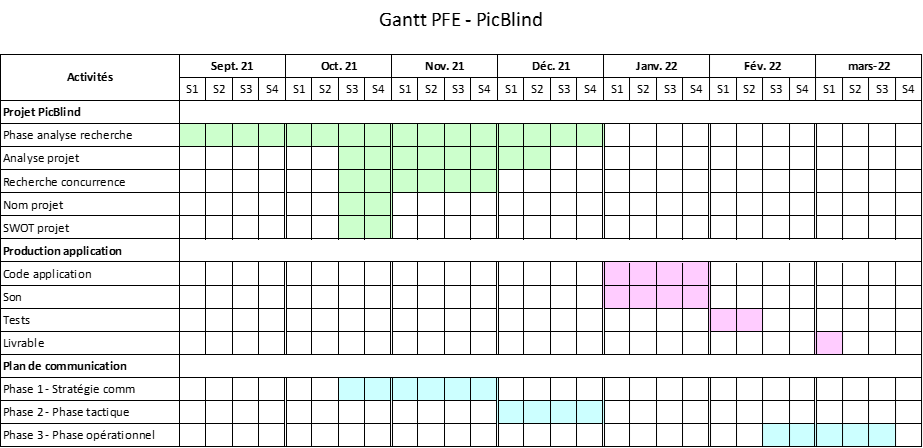 Gantt PFE - PicBlind
Activités Sept. 21 Oct. 21 Nov. 21 Déc. 21 Janv. 22 Fév. 22 mars-22
S1 S2 S3 S4 S1 S2 S3 S4 S1 S2 S3 S4 S1 S2 S3 S4 S1 S2 S3 S4 S1 S2 S3 S4 S1 S2 S3 S4
Projet PicBlind
Phase analyse recherche
Analyse projet
Recherche concurrence
Nom projet
SWOT projet
Production application
Code application
Son
Tests
Livrable
Plan de communication
Phase 1 - Stratégie comm
Phase 2 - Phase tactique
Phase 3 - Phase opérationnel